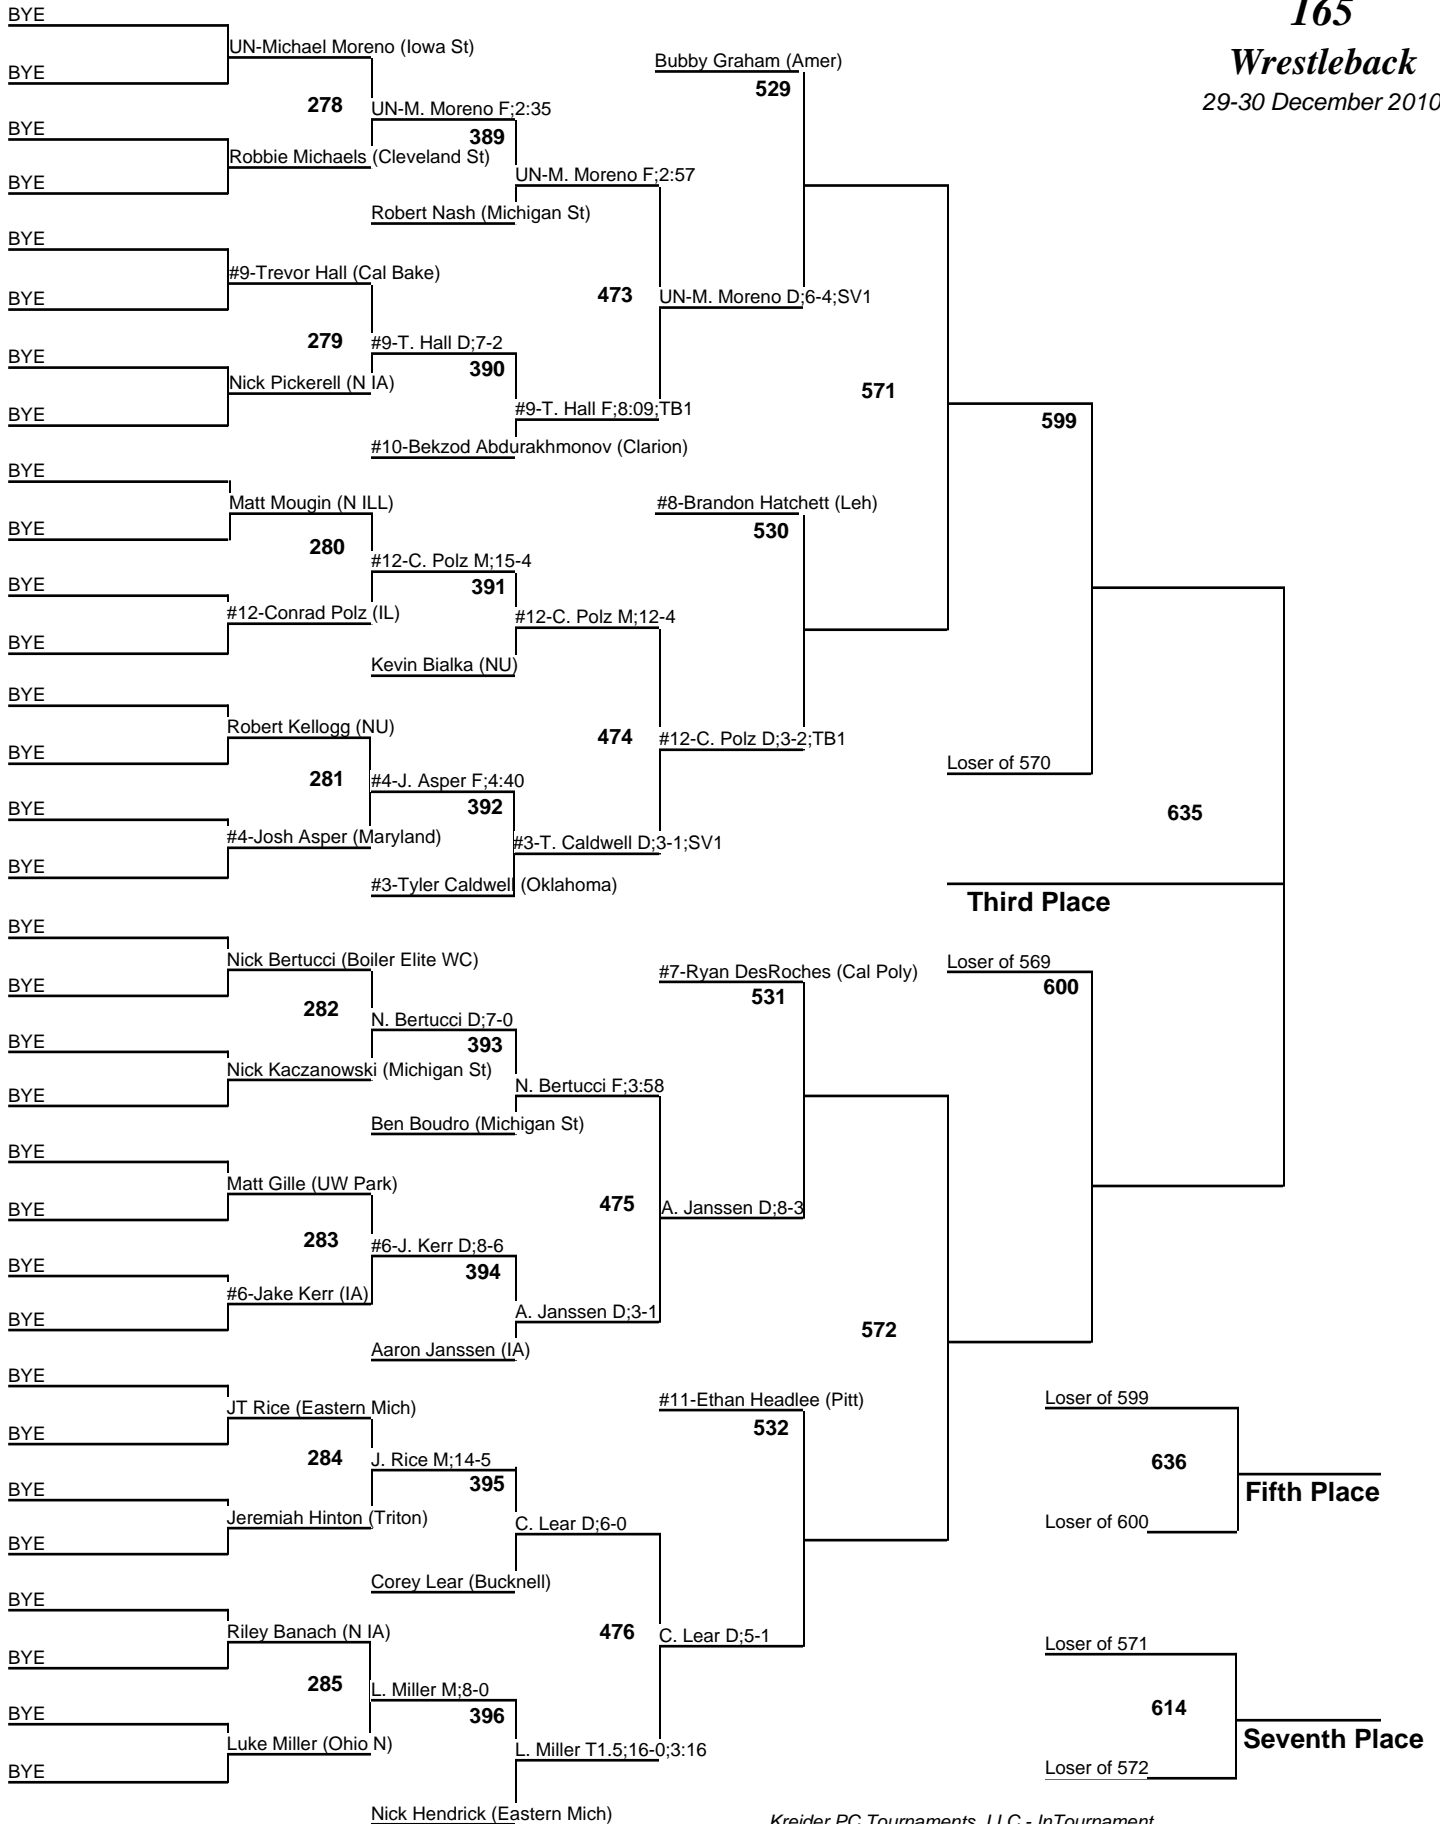 BYE
165
UN-Michael Moreno (Iowa St)
Wrestleback
Bubby Graham (Amer)
BYE
529
278
UN-M. Moreno F;2:35
29-30 December 2010
BYE
389
Robbie Michaels (Cleveland St)
UN-M. Moreno F;2:57
BYE
Robert Nash (Michigan St)
BYE
#9-Trevor Hall (Cal Bake)
BYE
473
UN-M. Moreno D;6-4;SV1
279
#9-T. Hall D;7-2
BYE
390
Nick Pickerell (N IA)
571
BYE
#9-T. Hall F;8:09;TB1
599
#10-Bekzod Abdurakhmonov (Clarion)
BYE
Matt Mougin (N ILL)
#8-Brandon Hatchett (Leh)
BYE
530
280
#12-C. Polz M;15-4
BYE
391
#12-Conrad Polz (IL)
#12-C. Polz M;12-4
BYE
Kevin Bialka (NU)
BYE
Robert Kellogg (NU)
BYE
474
#12-C. Polz D;3-2;TB1
Loser of 570
281
#4-J. Asper F;4:40
BYE
392
635
#4-Josh Asper (Maryland)
#3-T. Caldwell D;3-1;SV1
BYE
#3-Tyler Caldwell (Oklahoma)
Third Place
BYE
Nick Bertucci (Boiler Elite WC)
Loser of 569
#7-Ryan DesRoches (Cal Poly)
BYE
531
600
282
N. Bertucci D;7-0
BYE
393
Nick Kaczanowski (Michigan St)
N. Bertucci F;3:58
BYE
Ben Boudro (Michigan St)
BYE
Matt Gille (UW Park)
BYE
475
A. Janssen D;8-3
283
#6-J. Kerr D;8-6
BYE
394
#6-Jake Kerr (IA)
A. Janssen D;3-1
BYE
572
Aaron Janssen (IA)
BYE
JT Rice (Eastern Mich)
#11-Ethan Headlee (Pitt)
Loser of 599
BYE
532
284
J. Rice M;14-5
636
BYE
395
Fifth Place
Jeremiah Hinton (Triton)
C. Lear D;6-0
Loser of 600
BYE
Corey Lear (Bucknell)
BYE
Riley Banach (N IA)
476
C. Lear D;5-1
Loser of 571
BYE
285
L. Miller M;8-0
614
BYE
396
Luke Miller (Ohio N)
L. Miller T1.5;16-0;3:16
Seventh Place
BYE
Loser of 572
Nick Hendrick (Eastern Mich)
Kreider PC Tournaments, LLC - InTournament